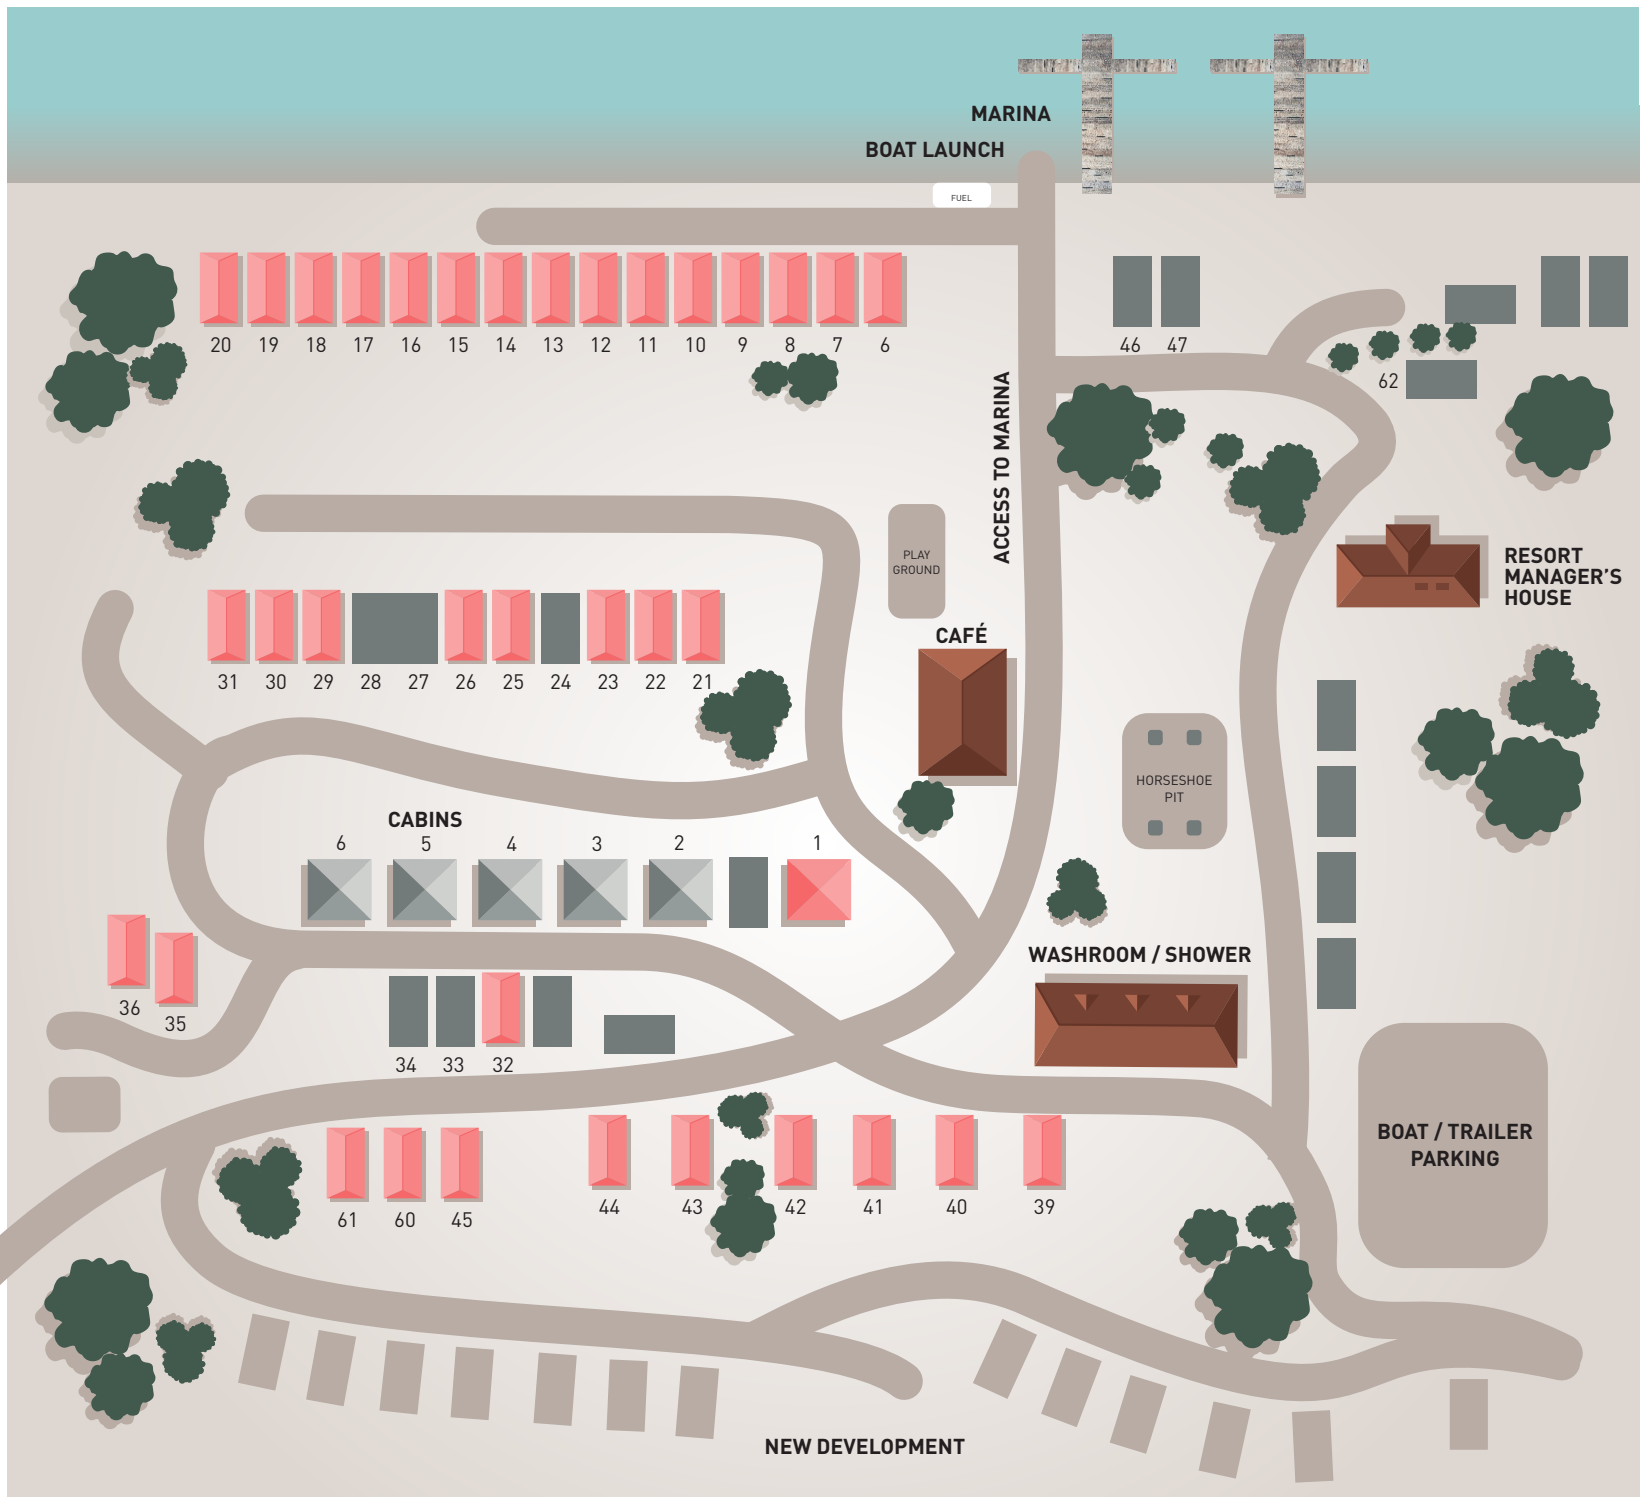 MARINA
BOAT LAUNCH
FUEL
20 19 18 17 16 15 14 13 12 11 10 9 8 7 6
46 47
62
ACCESS TO MARINA
PLAY
GROUND
RESORT
MANAGER'S
HOUSE
CAFÉ
31 30 29 28 27 26 25 24 23 22 21
HORSESHOE
PIT
CABINS
6 5 4 3 2 1
WASHROOM / SHOWER
36
35
34 33 32
BOAT / TRAILER
PARKING
61 60 45
44 43 42 41 40 39
NEW DEVELOPMENT